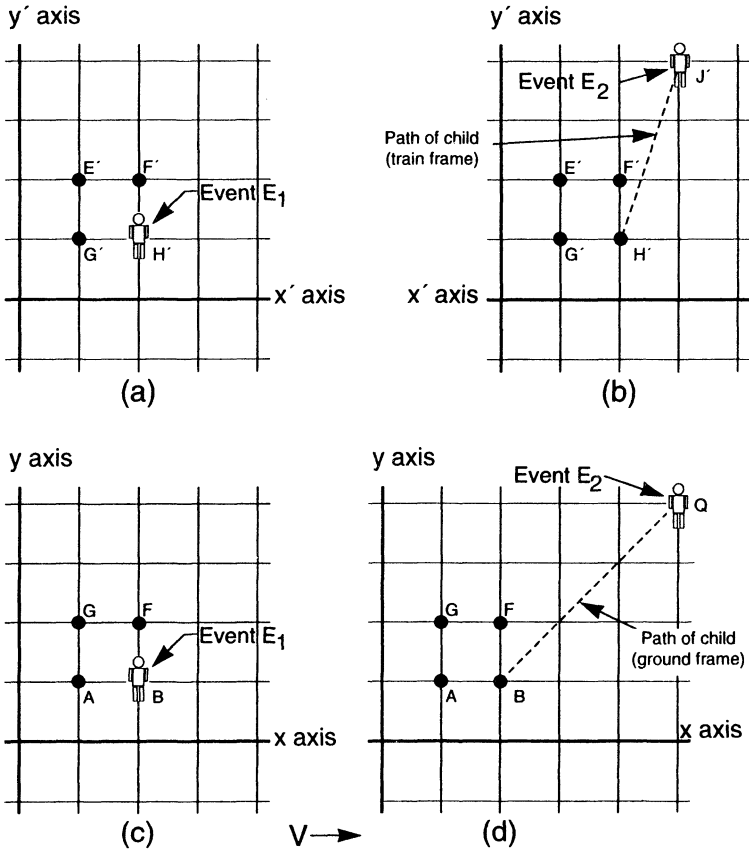 y´ axis
E´
F´
Event E1
G´
H´
x´ axis
(a)
y´ axis
Event E2
J´
Path of child
(train frame)
E´
F´
G´
H´
x´ axis
(b)
y axis
G
F
Event E1
A
B
x axis
(c)
y axis
Event E2
Q
G
F
Path of child
(ground frame)
A
B
x axis
(d)
V